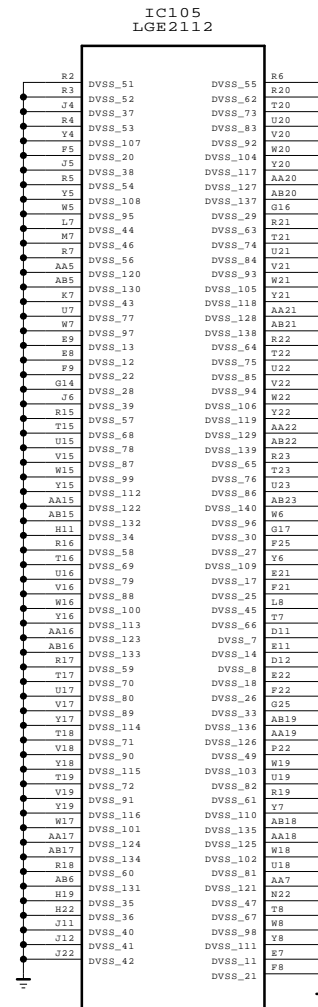 IC105
LGE2112
R2 DVSS_51 DVSS_55 R6
R3 DVSS_52 DVSS_62 R20
J4 DVSS_37 DVSS_73 T20
R4 DVSS_53 DVSS_83 U20
Y4 DVSS_107 DVSS_92 V20
F5 DVSS_20 DVSS_104 W20
J5 DVSS_38 DVSS_117 Y20
R5 DVSS_54 DVSS_127 AA20
Y5 DVSS_108 DVSS_137 AB20
W5 DVSS_95 DVSS_29 G16
L7 DVSS_44 DVSS_63 R21
M7 DVSS_46 DVSS_74 T21
R7 DVSS_56 DVSS_84 U21
AA5 DVSS_120 DVSS_93 V21
AB5 DVSS_130 DVSS_105 W21
K7 DVSS_43 DVSS_118 Y21
U7 DVSS_77 DVSS_128 AA21
W7 DVSS_97 DVSS_138 AB21
E9 DVSS_13 DVSS_64 R22
E8 DVSS_12 DVSS_75 T22
F9 DVSS_22 DVSS_85 U22
G14 DVSS_28 DVSS_94 V22
J6 DVSS_39 DVSS_106 W22
R15 DVSS_57 DVSS_119 Y22
T15 DVSS_68 DVSS_129 AA22
U15 DVSS_78 DVSS_139 AB22
V15 DVSS_87 DVSS_65 R23
W15 DVSS_99 DVSS_76 T23
Y15 DVSS_112 DVSS_86 U23
AA15 DVSS_122 DVSS_140 AB23
AB15 DVSS_132 DVSS_96 W6
H11 DVSS_34 DVSS_30 G17
R16 DVSS_58 DVSS_27 F25
T16 DVSS_69 DVSS_109 Y6
U16 DVSS_79 DVSS_17 E21
V16 DVSS_88 DVSS_25 F21
W16 DVSS_100 DVSS_45 L8
Y16 DVSS_113 DVSS_66 T7
AA16 DVSS_123 DVSS_7 D11
AB16 DVSS_133 DVSS_14 E11
R17 DVSS_59 DVSS_8 D12
T17 DVSS_70 DVSS_18 E22
U17 DVSS_80 DVSS_26 F22
V17 DVSS_89 DVSS_33 G25
Y17 DVSS_114 DVSS_136 AB19
T18 DVSS_71 DVSS_126 AA19
V18 DVSS_90 DVSS_49 P22
Y18 DVSS_115 DVSS_103 W19
T19 DVSS_72 DVSS_82 U19
V19 DVSS_91 DVSS_61 R19
Y19 DVSS_116 DVSS_110 Y7
W17 DVSS_101 DVSS_135 AB18
AA17 DVSS_124 DVSS_125 AA18
AB17 DVSS_134 DVSS_102 W18
R18 DVSS_60 DVSS_81 U18
AB6 DVSS_131 DVSS_121 AA7
H19 DVSS_35 DVSS_47 N22
H22 DVSS_36 DVSS_67 T8
J11 DVSS_40 DVSS_98 W8
J12 DVSS_41 DVSS_111 Y8
J22 DVSS_42 DVSS_11 E7
DVSS_21 F8